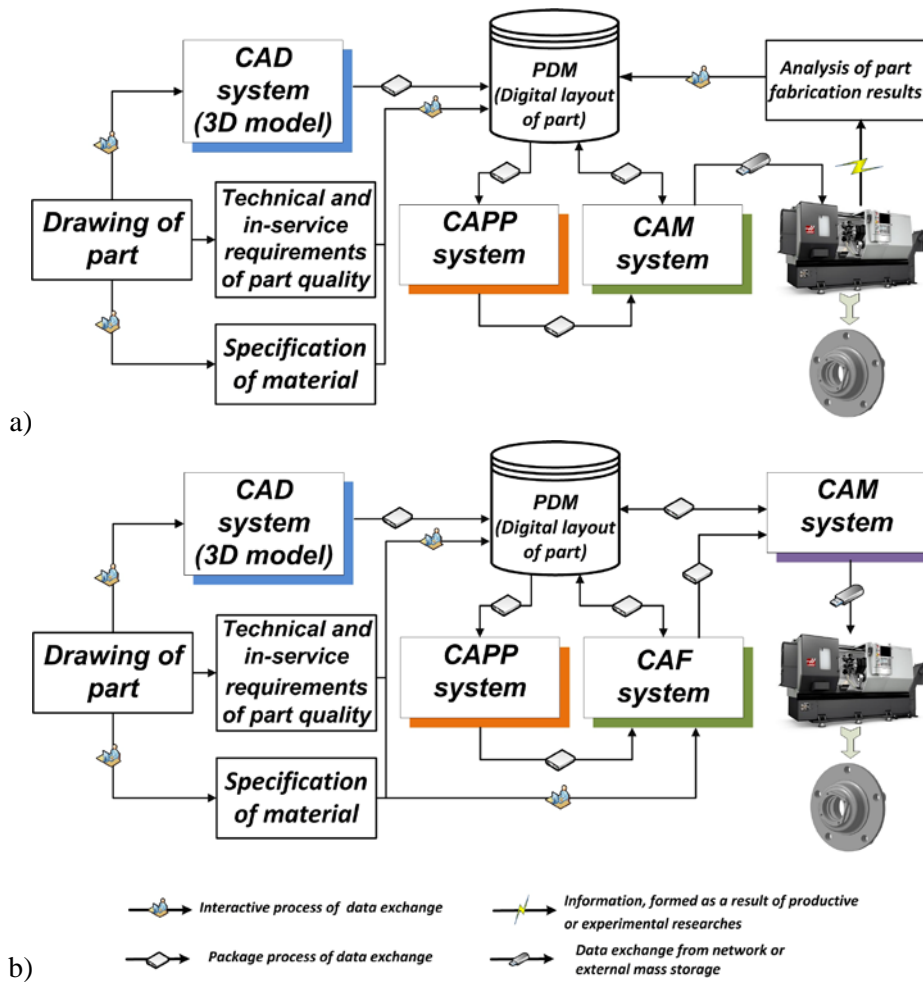 CAD
system
(3D model)
PDM
(Digital layout
of part)
Analysis of part
fabrication results
Drawing of
part
Technical and
in-service
requirements
of part quality
CAPP
system
CAM
system
Specification
of material
a)
CAD
system
(3D model)
PDM
(Digital layout
of part)
CAM
system
Drawing of
part
Technical and
in-service
requirements
of part quality
CAPP
system
CAF
system
Specification
of material
Interactive process of data exchange
Information, formed as a result of productive
or experimental researches
Package process of data exchange
Data exchange from network or
external mass storage
b)